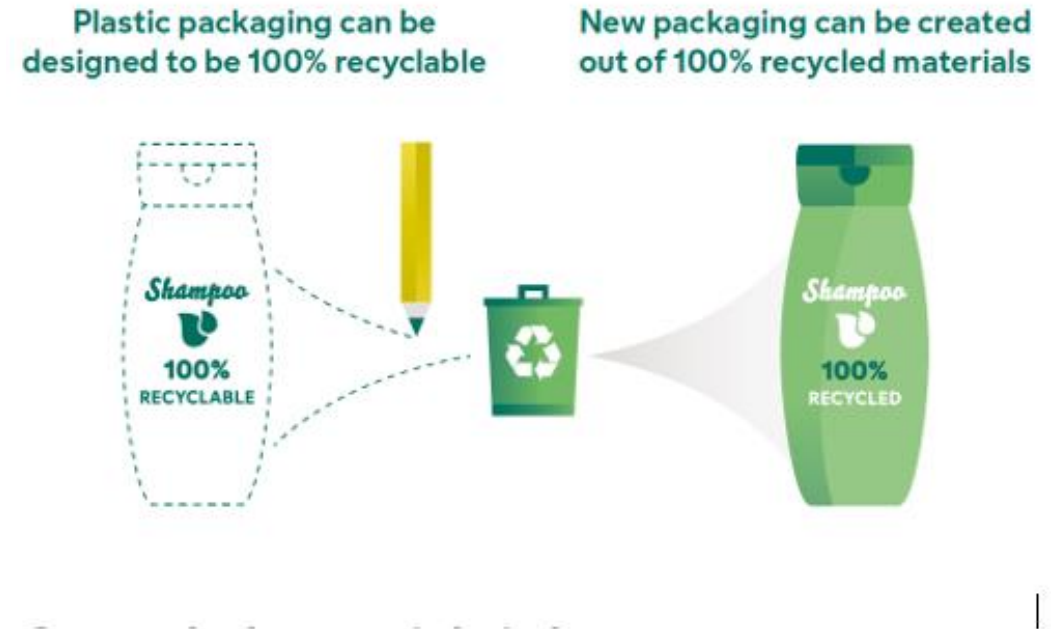 Plastic packaging can be
designed to be 100% recyclable
New packaging can be created
out of 100% recycled materials
Shampoo
100%
RECYCLABLE
Shampoo
100%
RECYCLED